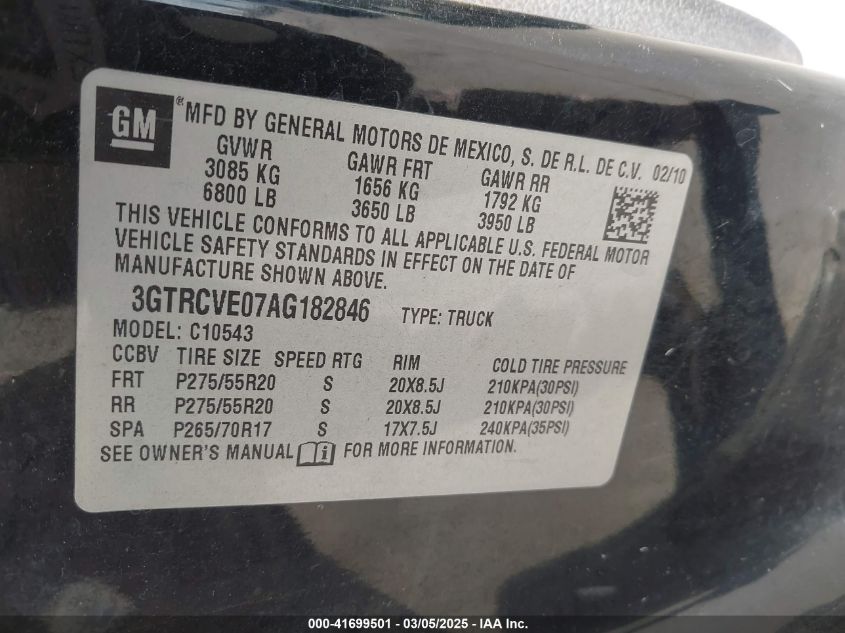 GM ® MFD BY GENERAL MOTORS DE MEXICO, S. DE R.L. DE C.V. 02/10
GVWR GAWR FRT GAWR RR
3085 KG 1656 KG 1792 KG
6800 LB 3650 LB 3950 LB
THIS VEHICLE CONFORMS TO ALL APPLICABLE U.S. FEDERAL MOTOR
VEHICLE SAFETY STANDARDS IN EFFECT ON THE DATE OF
MANUFACTURE SHOWN ABOVE.
3GTRCVE07AG182846 TYPE: TRUCK
MODEL: C10543
CCBV TIRE SIZE SPEED RTG RIM COLD TIRE PRESSURE
FRT P275/55R20 S 20X8.5J 210KPA(30PSI)
RR P275/55R20 S 20X8.5J 210KPA(30PSI)
SPA P265/70R17 S 17X7.5J 240KPA(35PSI)
SEE OWNER'S MANUAL i FOR MORE INFORMATION.
000-41699501 - 03/05/2025 - IAA Inc.